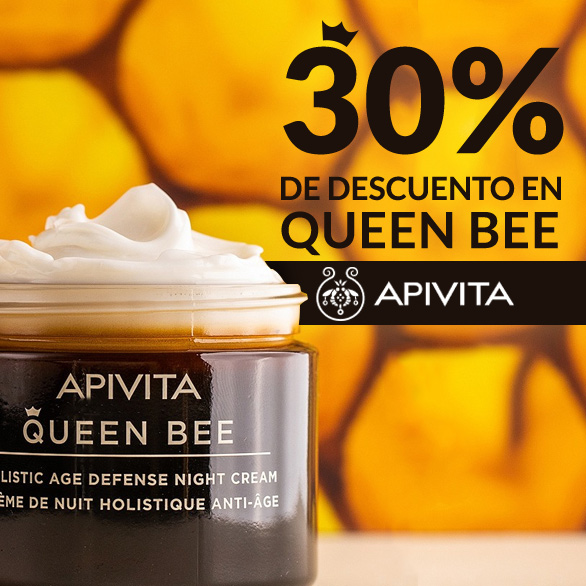 30%
DE DESCUENTO EN
QUEEN BEE
APIVITA
APIVITA
QUEEN BEE
LISTIC AGE DEFENSE NIGHT CREAM
ÈME DE NUIT HOLISTIQUE ANTI-ÂGE